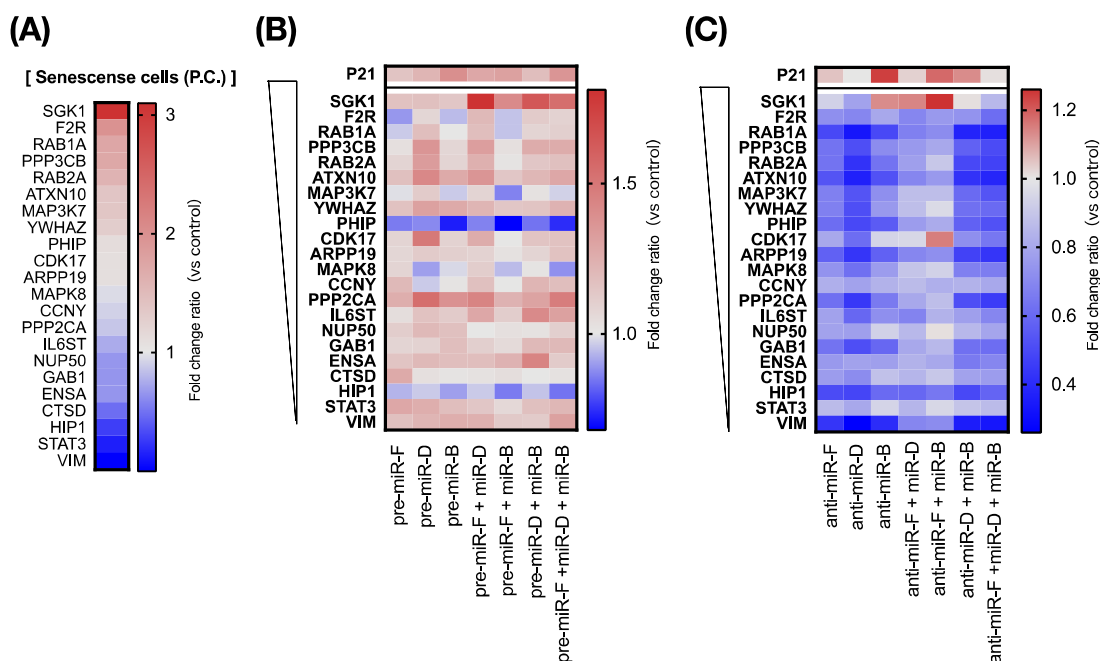 (A)
[ Senescense cells (P.C.) ]
SGK1
F2R
RAB1A
PPP3CB
RAB2A
ATXN10
MAP3K7
YWHAZ
PHIP
CDK17
ARPP19
MAPK8
CCNY
PPP2CA
IL6ST
NUP50
GAB1
ENSA
CTSD
HIP1
STAT3
VIM
3
2
1
Fold change ratio (vs control)
(B)
P21
SGK1
F2R
RAB1A
PPP3CB
RAB2A
ATXN10
MAP3K7
YWHAZ
PHIP
CDK17
ARPP19
MAPK8
CCNY
PPP2CA
IL6ST
NUP50
GAB1
ENSA
CTSD
HIP1
STAT3
VIM
pre-miR-F
pre-miR-D
pre-miR-B
pre-miR-F + miR-D
pre-miR-F + miR-B
pre-miR-D + miR-B
pre-miR-F +miR-D + miR-B
1.5
1.0
Fold change ratio (vs control)
(C)
P21
SGK1
F2R
RAB1A
PPP3CB
RAB2A
ATXN10
MAP3K7
YWHAZ
PHIP
CDK17
ARPP19
MAPK8
CCNY
PPP2CA
IL6ST
NUP50
GAB1
ENSA
CTSD
HIP1
STAT3
VIM
anti-miR-F
anti-miR-D
anti-miR-B
anti-miR-F + miR-D
anti-miR-F + miR-B
anti-miR-D + miR-B
anti-miR-F +miR-D + miR-B
1.2
1.0
0.8
0.6
0.4
Fold change ratio (vs control)